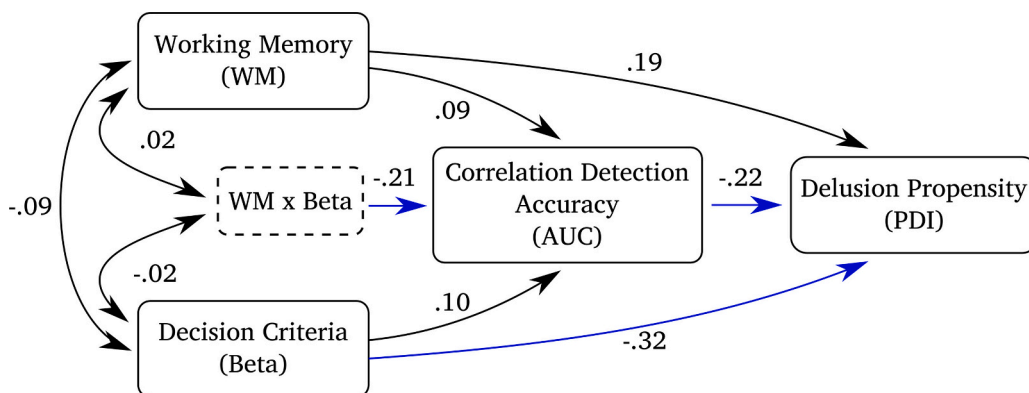 Working Memory
(WM)
.19
.09
.02
-.09
WM x Beta
-.21
Correlation Detection
Accuracy
(AUC)
-.22
Delusion Propensity
(PDI)
-.02
Decision Criteria
(Beta)
.10
-.32